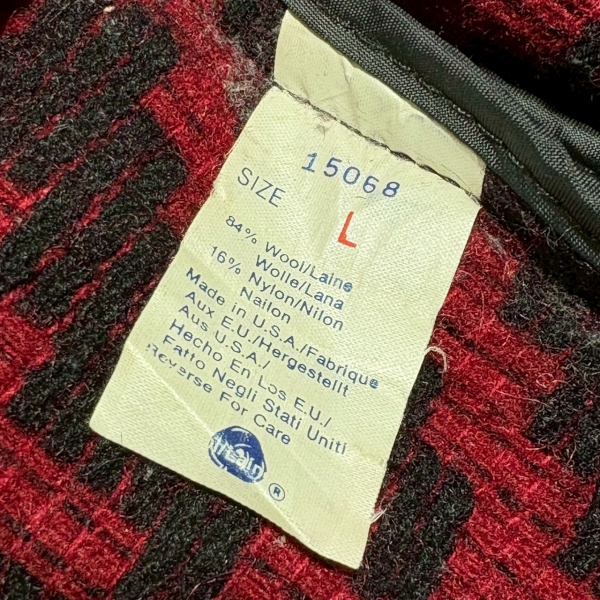 15068
SIZE
L
84% Wool/Laine
Wolle/Lana
16% Nylon/Nilon
Nailon
Made in U.S.A./Fabriqué
Aux E.U./Hergestellt
Aus U.S.A./
Hecho En Los E.U./
Fatto Negli Stati Uniti
Reverse For Care
®